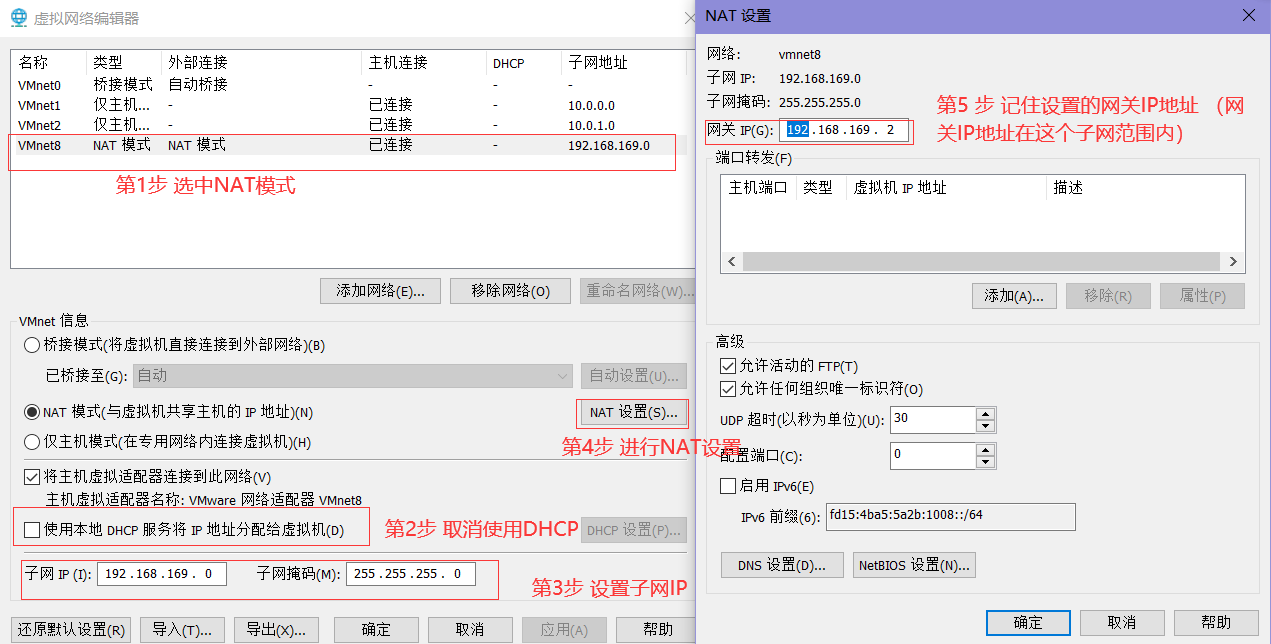 虚拟网络编辑器
名称 类型 外部连接 主机连接 DHCP 子网地址
VMnet0 桥接模式 自动桥接 - - -
VMnet1 仅主机... - 已连接 - 10.0.0.0
VMnet2 仅主机... - 已连接 - 10.0.1.0
VMnet8 NAT 模式 NAT 模式 已连接 - 192.168.169.0
第1步 选中NAT模式
添加网络(E)... 移除网络(O) 重命名网络(W)...
VMnet 信息
桥接模式(将虚拟机直接连接到外部网络)(B)
已桥接至(G): 自动 自动设置(U)...
NAT 模式(与虚拟机共享主机的 IP 地址)(N) NAT 设置(S)...
仅主机模式(在专用网络内连接虚拟机)(H)
第4步 进行NAT设置
将主机虚拟适配器连接到此网络(V)
主机虚拟适配器名称: VMware 网络适配器 VMnet8
使用本地 DHCP 服务将 IP 地址分配给虚拟机(D) 第2步 取消使用DHCP DHCP 设置(P)...
子网 IP (I): 192.168.169. 0 子网掩码(M): 255.255.255. 0
第3步 设置子网IP
还原默认设置(R) 导入(T)... 导出(X)... 确定 取消 应用(A) 帮助
NAT 设置
网络: vmnet8
子网 IP: 192.168.169.0
子网掩码: 255.255.255.0
网关 IP(G): 192.168.169. 2
第5 步 记住设置的网关IP地址 （网
关IP地址在这个子网范围内）
端口转发(F)
主机端口 类型 虚拟机 IP 地址 描述
添加(A)... 移除(R) 属性(P)
高级
允许活动的 FTP(T)
允许任何组织唯一标识符(O)
UDP 超时(以秒为单位)(U): 30
配置端口(C): 0
启用 IPv6(E)
IPv6 前缀(6): fd15:4ba5:5a2b:1008::/64
DNS 设置(D)... NetBIOS 设置(N)...
确定 取消 帮助